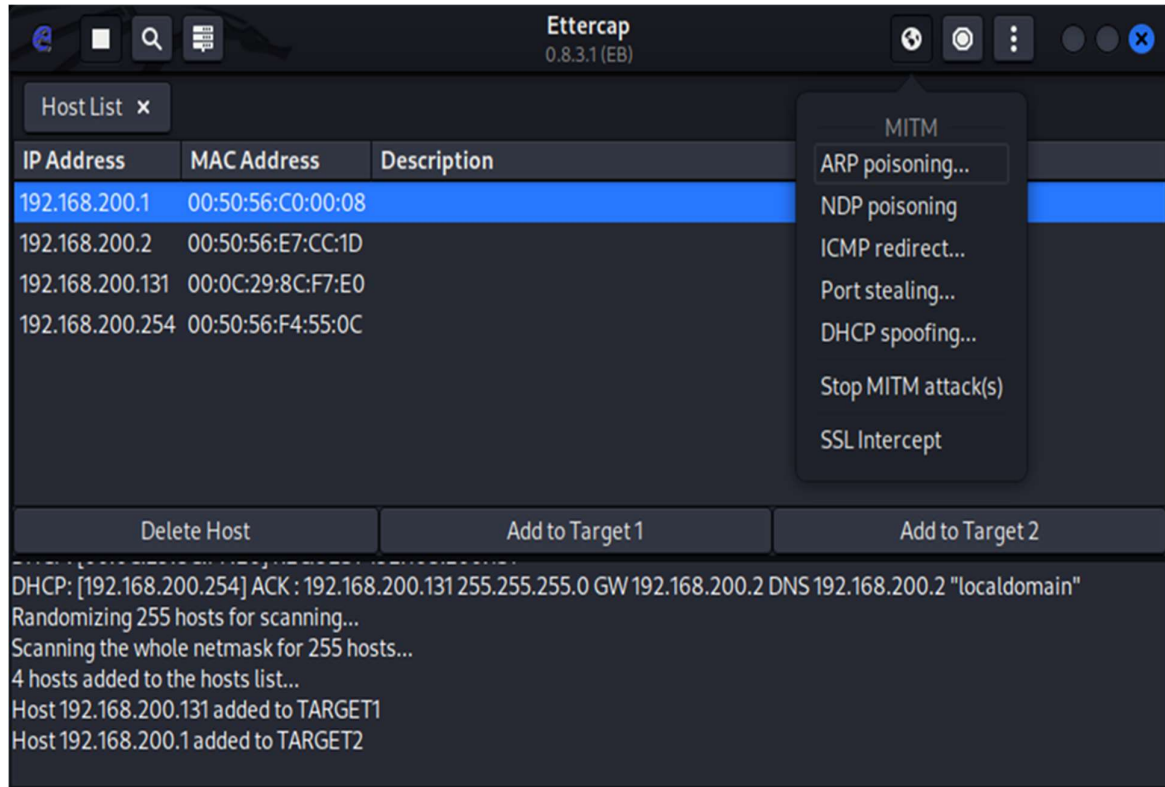 Ettercap
0.8.3.1 (EB)
Host List ×
IP Address MAC Address Description
192.168.200.1 00:50:56:C0:00:08
192.168.200.2 00:50:56:E7:CC:1D
192.168.200.131 00:0C:29:8C:F7:E0
192.168.200.254 00:50:56:F4:55:0C
MITM
ARP poisoning...
NDP poisoning
ICMP redirect...
Port stealing...
DHCP spoofing...
Stop MITM attack(s)
SSL Intercept
Delete Host Add to Target 1 Add to Target 2
DHCP: [192.168.200.254] ACK : 192.168.200.131 255.255.255.0 GW 192.168.200.2 DNS 192.168.200.2 "localdomain"
Randomizing 255 hosts for scanning...
Scanning the whole netmask for 255 hosts...
4 hosts added to the hosts list...
Host 192.168.200.131 added to TARGET1
Host 192.168.200.1 added to TARGET2